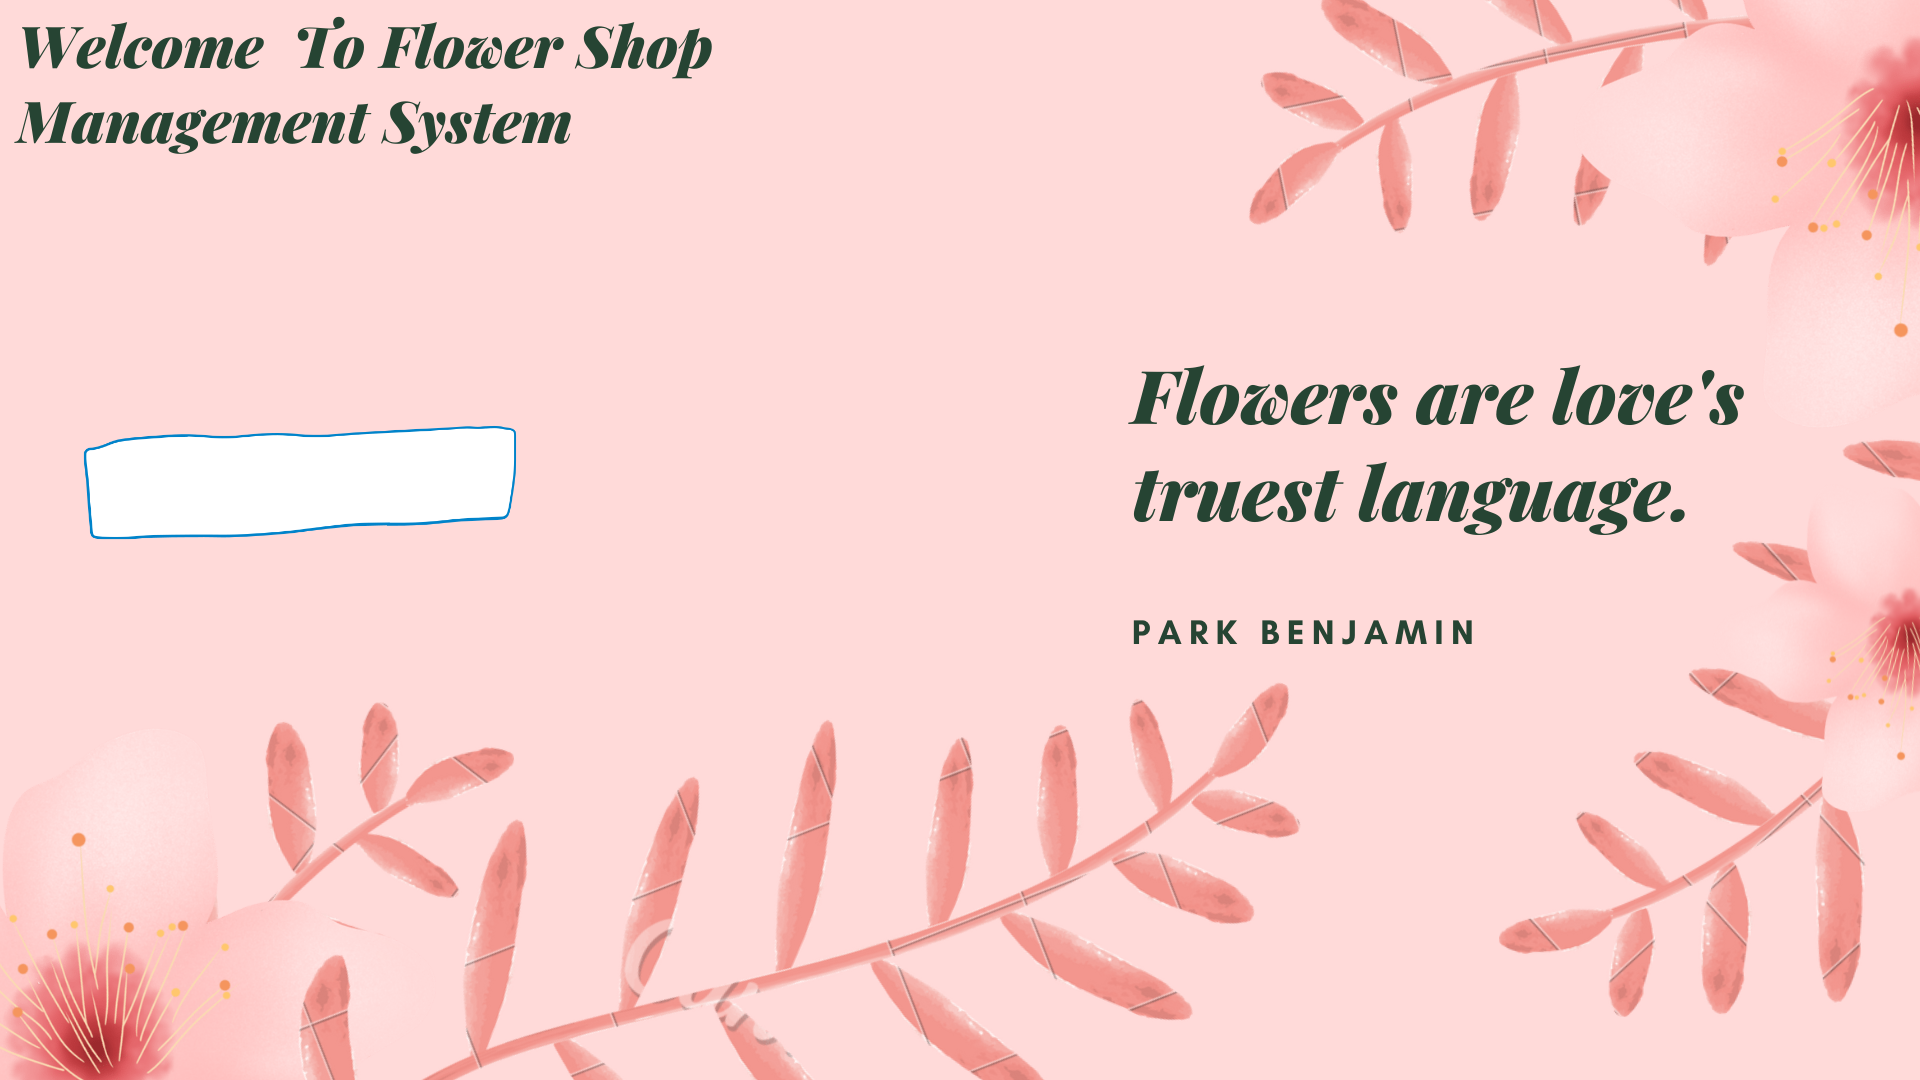 Welcome To Flower Shop
Management System
Flowers are love's
truest language.
PARK BENJAMIN